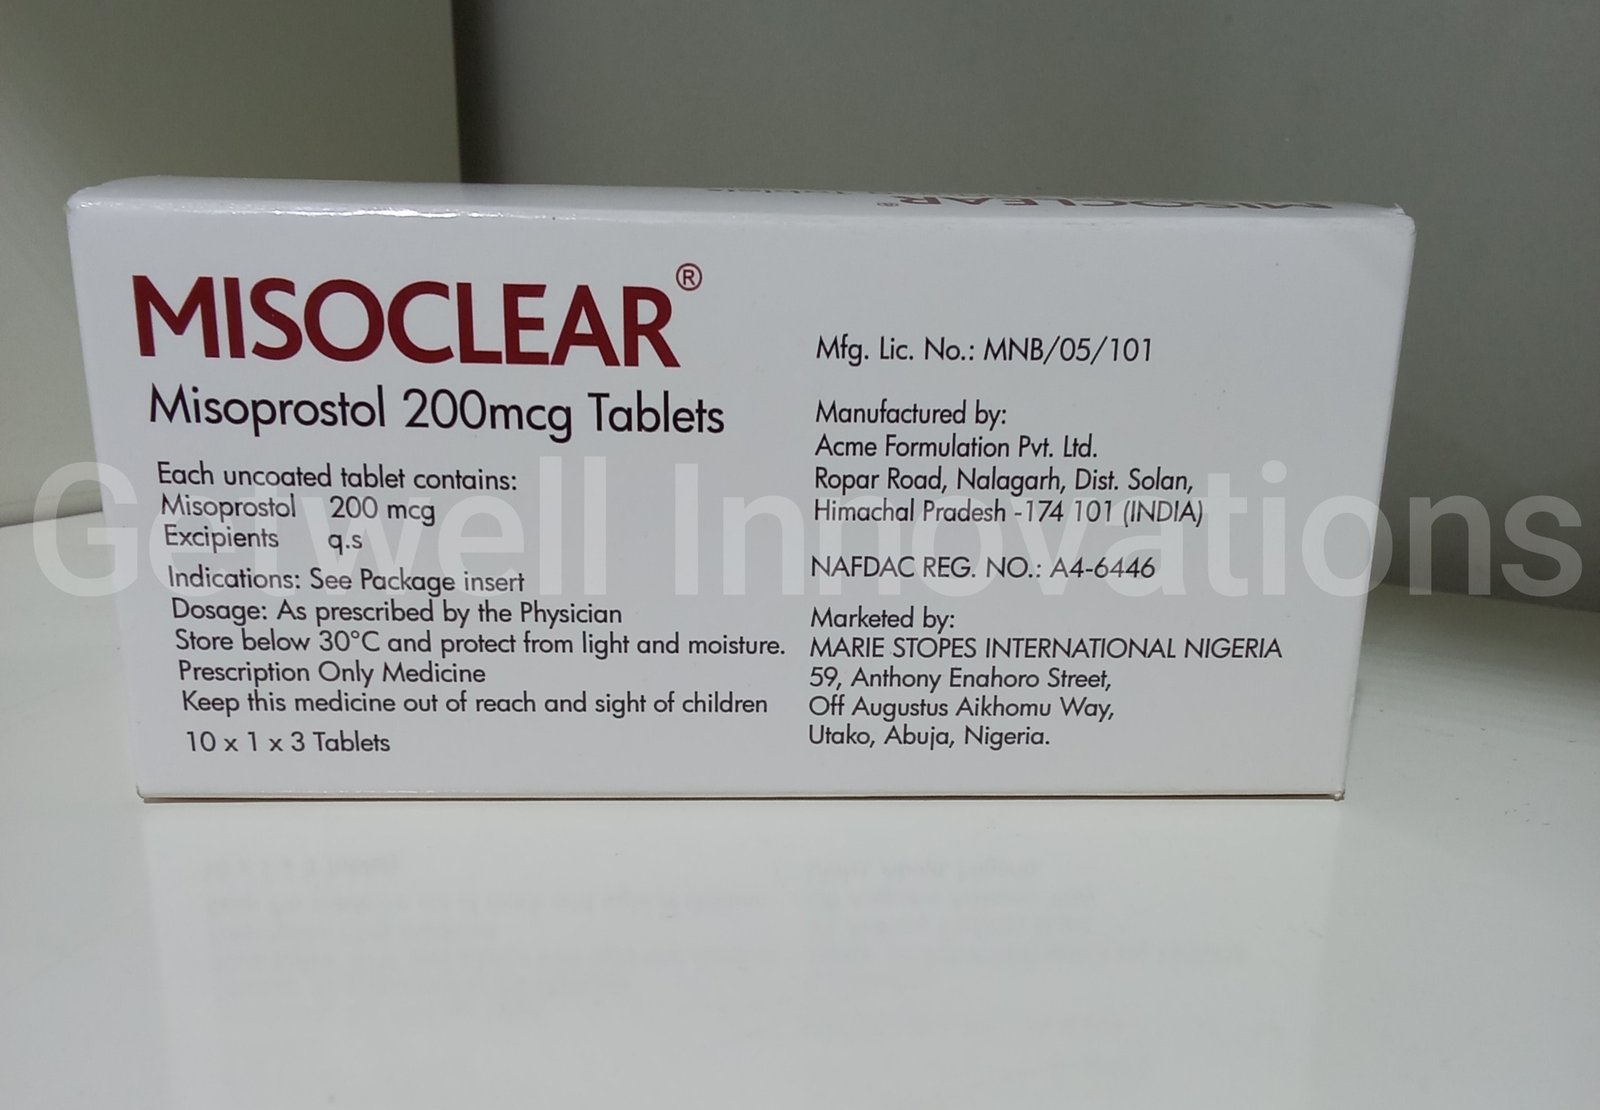 MISOCLEAR®
Misoprostol 200mcg Tablets
Each uncoated tablet contains:
Misoprostol 200 mcg
Excipients q.s
Indications: See Package insert
Dosage: As prescribed by the Physician
Store below 30°C and protect from light and moisture.
Prescription Only Medicine
Keep this medicine out of reach and sight of children
10 x 1 x 3 Tablets
Mfg. Lic. No.: MNB/05/101
Manufactured by:
Acme Formulation Pvt. Ltd.
Ropar Road, Nalagarh, Dist. Solan,
Himachal Pradesh -174 101 (INDIA)
NAFDAC REG. NO.: A4-6446
Marketed by:
MARIE STOPES INTERNATIONAL NIGERIA
59, Anthony Enahoro Street,
Off Augustus Aikhomu Way,
Utako, Abuja, Nigeria.
Getwell Innovations
MISOCLEAR®
Tablets